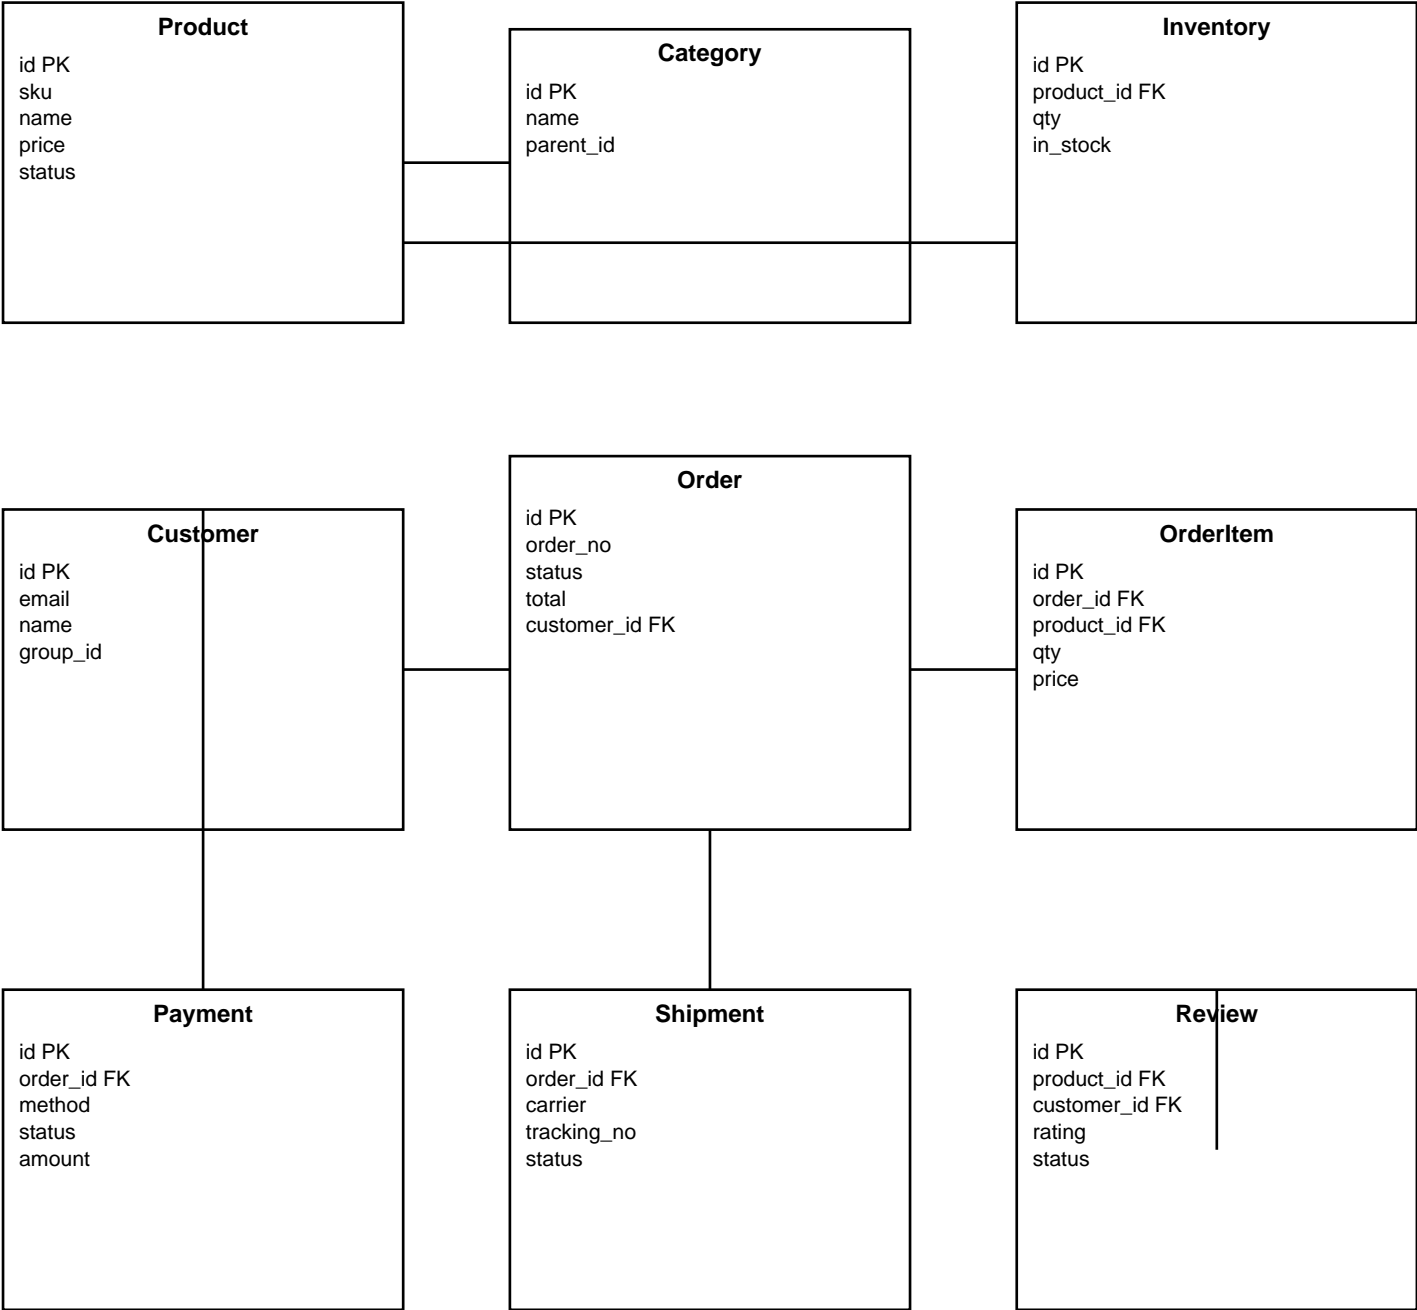 Product
id PK
sku
name
price
status
Category
id PK
name
parent_id
Inventory
id PK
product_id FK
qty
in_stock
Customer
id PK
email
name
group_id
Order
id PK
order_no
status
total
customer_id FK
OrderItem
id PK
order_id FK
product_id FK
qty
price
Payment
id PK
order_id FK
method
status
amount
Shipment
id PK
order_id FK
carrier
tracking_no
status
Review
id PK
product_id FK
customer_id FK
rating
status